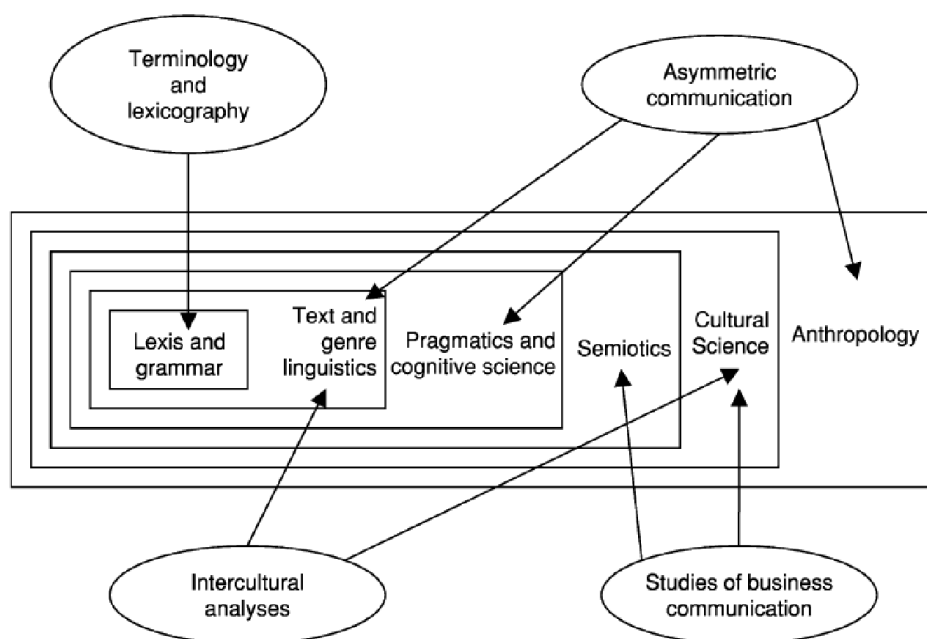 Terminology
and
lexicography
Asymmetric
communication
Lexis and
grammar
Text and
genre
linguistics
Pragmatics and
cognitive science
Semiotics
Cultural
Science
Anthropology
Intercultural
analyses
Studies of business
communication